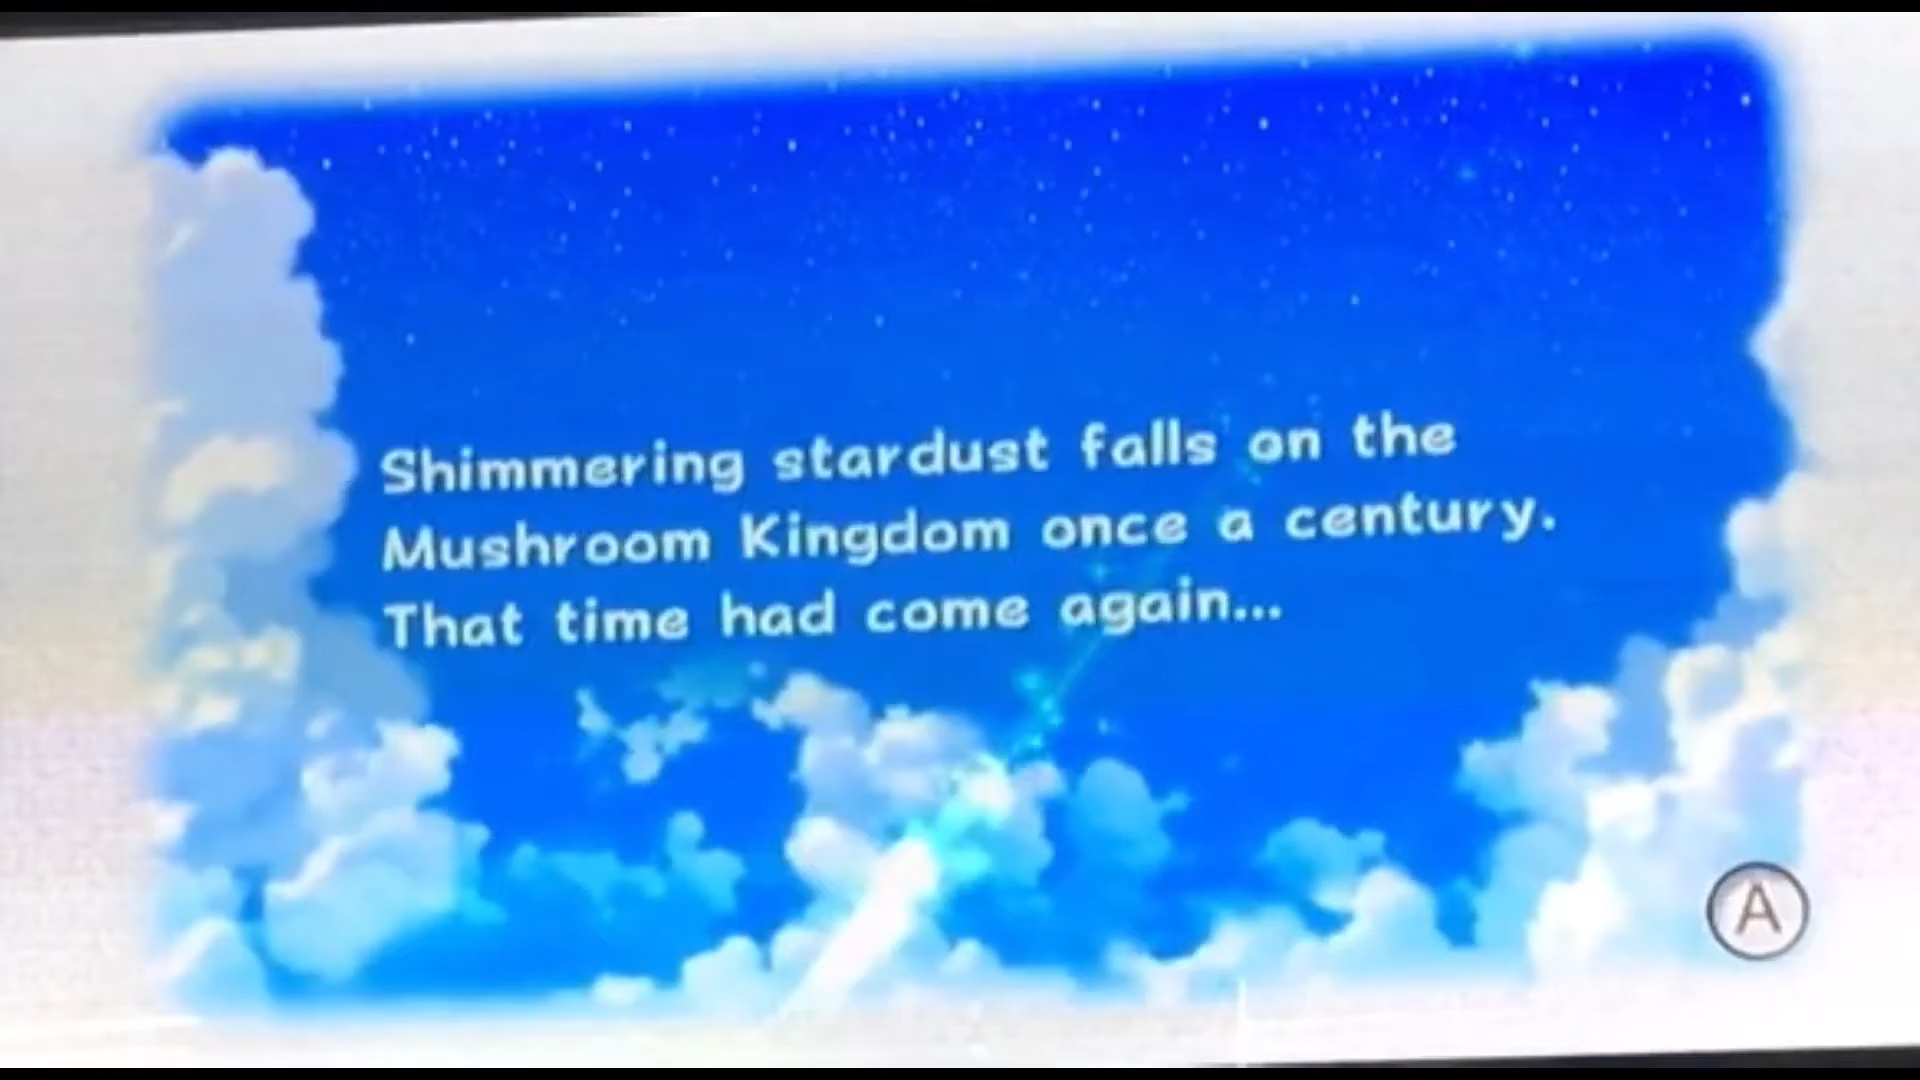 Shimmering stardust falls on the
Mushroom Kingdom once a century.
That time had come again...
A